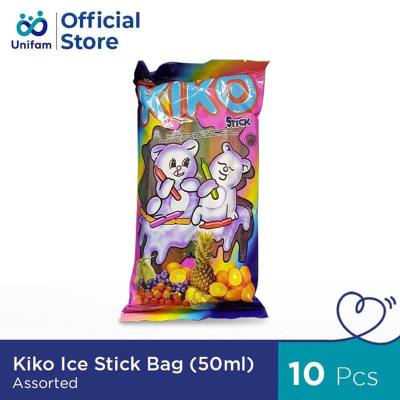 Unifam
Official
Store
KIKO
STICK
Kiko Ice Stick Bag (50ml)
Assorted
10 Pcs